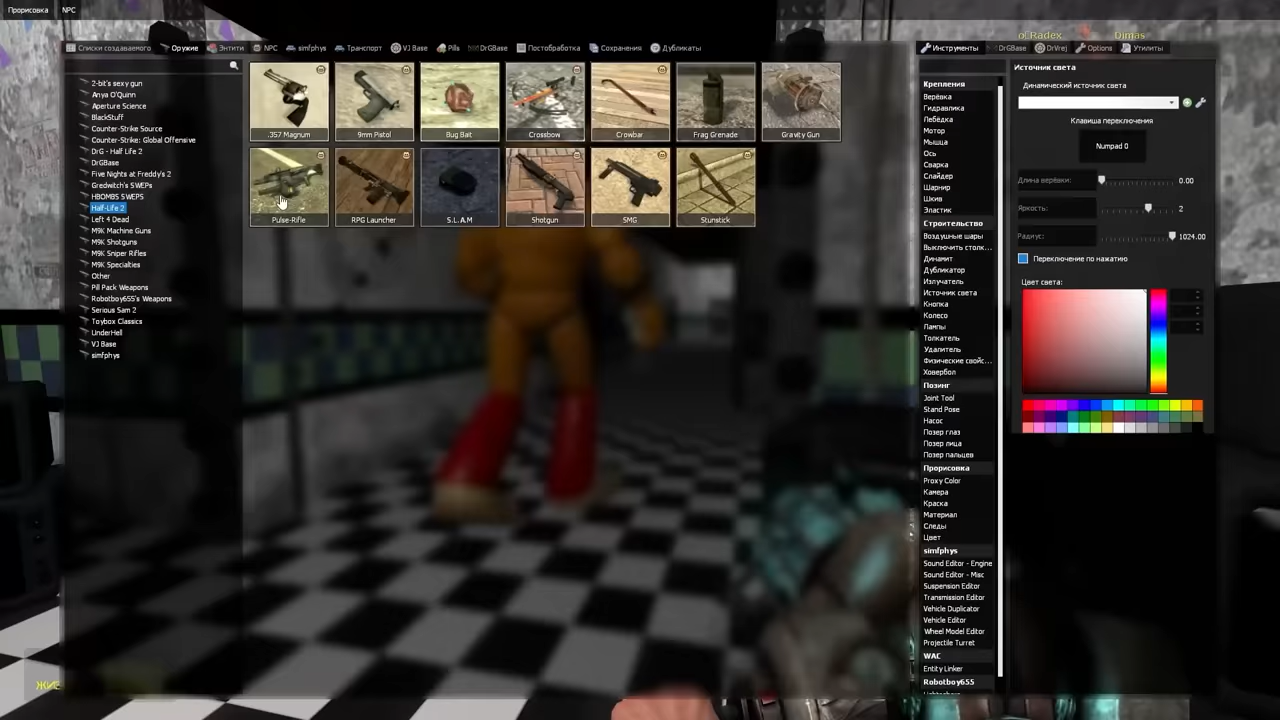 Прорисовка NPC
ol.Radex Dimas
Списки создаваемого Оружие Энтити NPC simfphys Транспорт VJ Base Pills DrGBase Постобработка Сохранения Дубликаты
2-bit's sexy gun
Anya O'Quinn
Aperture Science
BlackStuff
Counter-Strike Source
Counter-Strike: Global Offensive
DrG - Half Life 2
DrGBase
Five Nights at Freddy's 2
Gredwitch's SWEPs
HBOMBS SWEPS
Half-Life 2
Left 4 Dead
M9K Machine Guns
M9K Shotguns
M9K Sniper Rifles
M9K Specialties
Other
Pill Pack Weapons
Robotboy655's Weapons
Serious Sam 2
Toybox Classics
UnderHell
VJ Base
simfphys
.357 Magnum 9mm Pistol Bug Bait Crossbow Crowbar Frag Grenade Gravity Gun
Pulse-Rifle RPG Launcher S.L.A.M Shotgun SMG Stunstick
Инструменты DrGBase DrVrej Options Утилиты
Крепления
Верёвка
Гидравлика
Лебёдка
Мотор
Мышца
Ось
Сварка
Слайдер
Шарнир
Шкив
Эластик
Строительство
Воздушные шары
Выключить столк...
Динамит
Дубликатор
Излучатель
Источник света
Кнопка
Колесо
Лампы
Толкатель
Удалитель
Физические свойс...
Ховербол
Позинг
Joint Tool
Stand Pose
Насос
Позер глаз
Позер лица
Позер пальцев
Прорисовка
Proxy Color
Камера
Краска
Материал
Следы
Цвет
simfphys
Sound Editor - Engine
Sound Editor - Misc
Suspension Editor
Transmission Editor
Vehicle Duplicator
Vehicle Editor
Wheel Model Editor
Projectile Turret
WAC
Entity Linker
Robotboy655
Источник света
Динамический источник света
Клавиша переключения
Numpad 0
Длина верёвки: 0.00
Яркость: 2
Радиус: 1024.00
Переключение по нажатию
Цвет света: